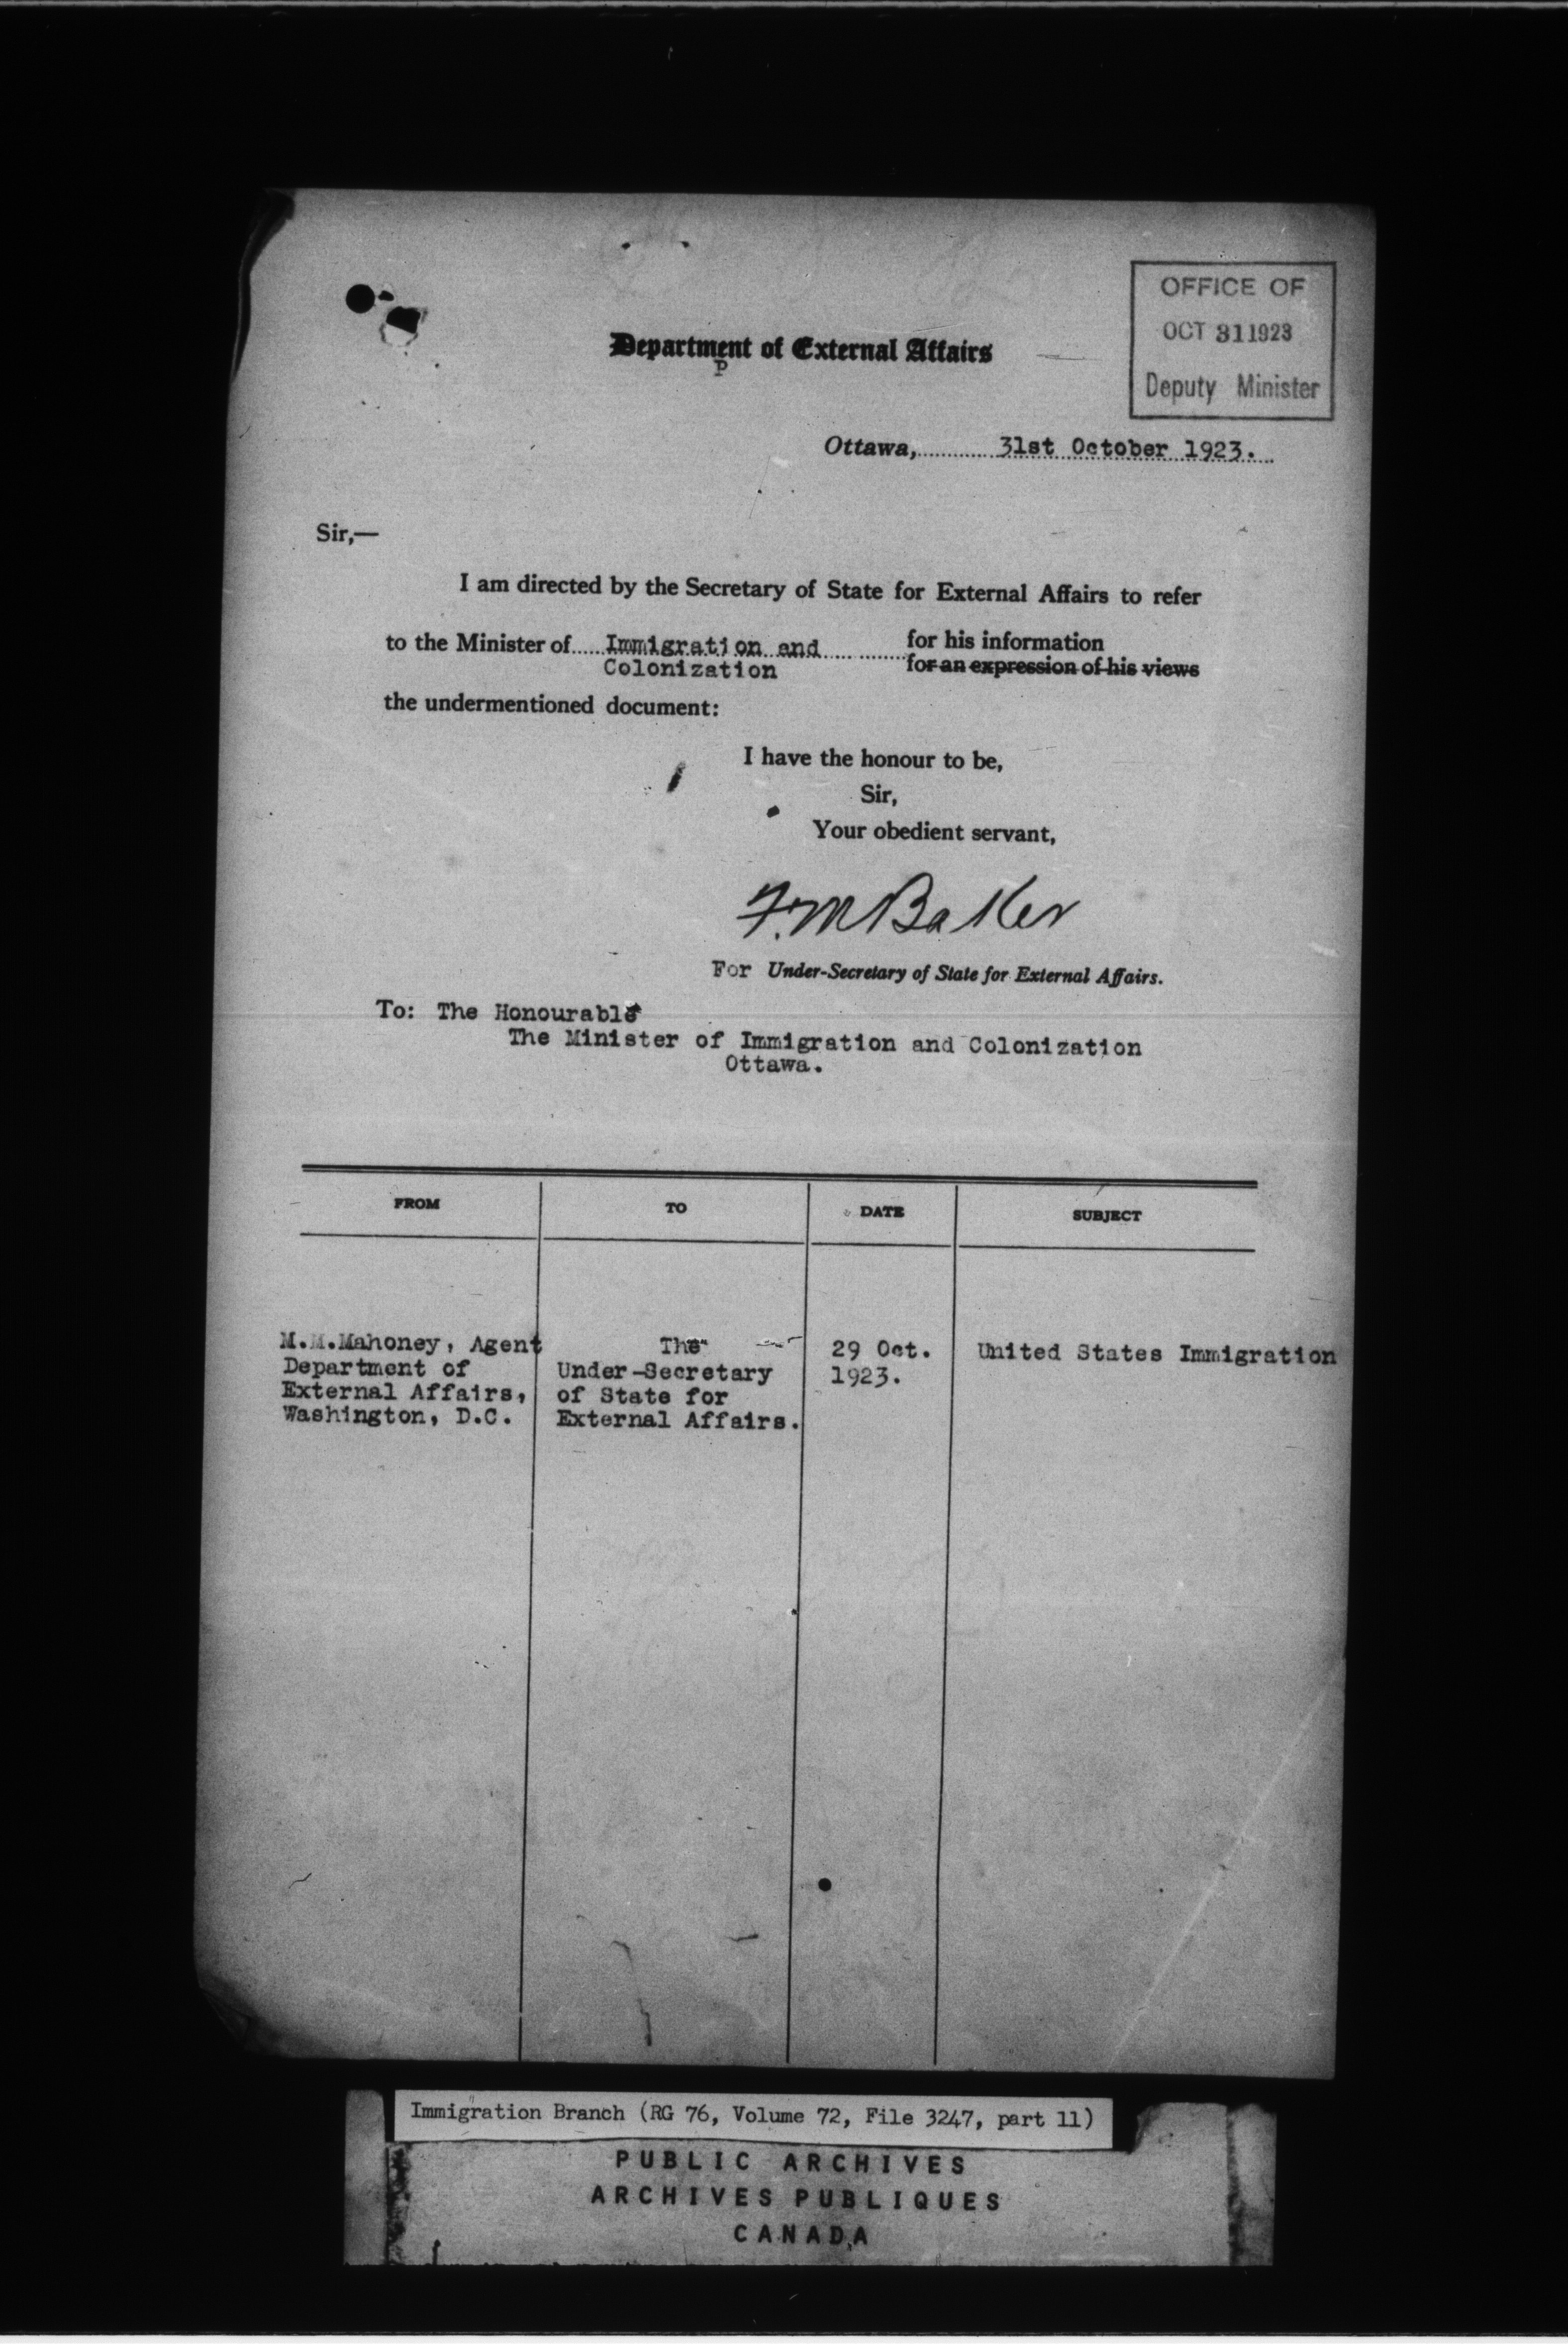 OFFICE OF
OCT 31 1923
Deputy Minister
Department of External Affairs
P
Ottawa, 31st October 1923.
Sir,—
I am directed by the Secretary of State for External Affairs to refer
to the Minister of Immigration and for his information
Colonization for an expression of his views
the undermentioned document:
I have the honour to be,
Sir,
Your obedient servant,
F.M Baker
For Under-Secretary of State for External Affairs.
To: The Honourable
The Minister of Immigration and Colonization
Ottawa.
FROM TO DATE SUBJECT
M.M.Mahoney, Agent The 29 Oct. United States Immigration
Department of Under-Secretary 1923.
External Affairs, of State for
Washington, D.C. External Affairs.
Immigration Branch (RG 76, Volume 72, File 3247, part 11)
PUBLIC ARCHIVES
ARCHIVES PUBLIQUES
CANADA